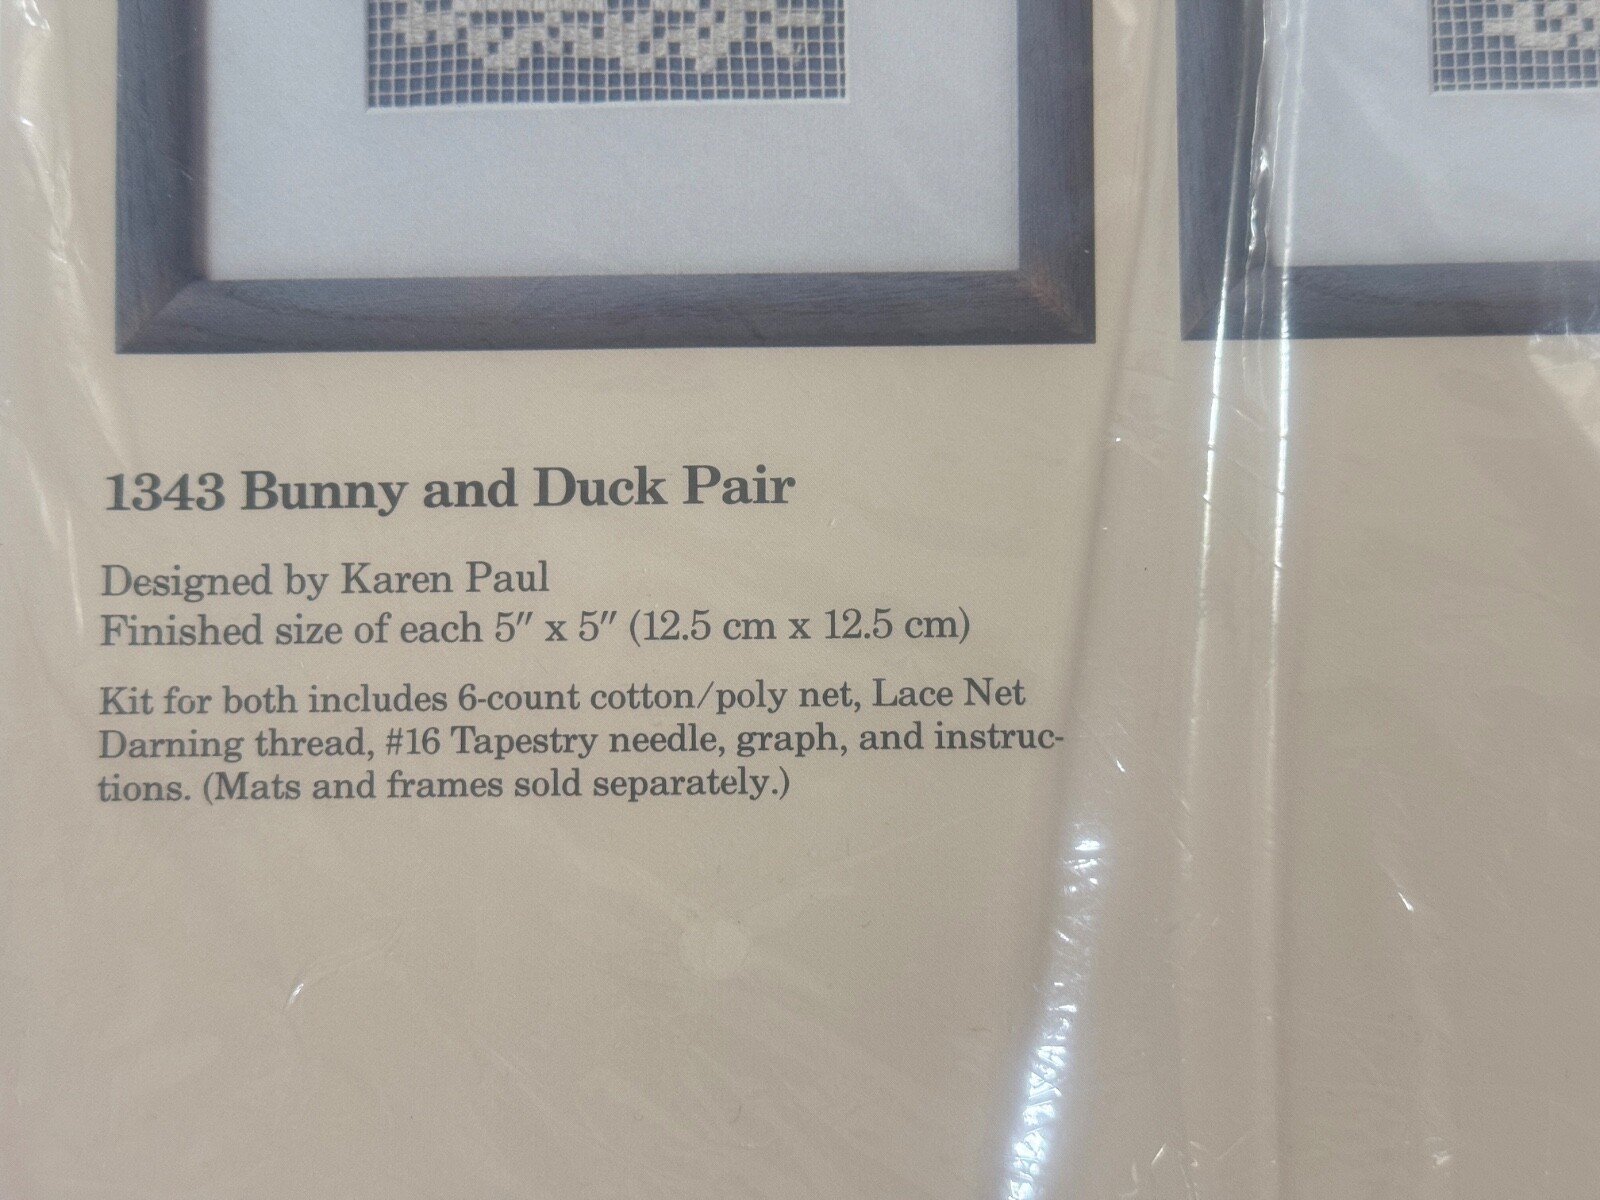 1343 Bunny and Duck Pair
Designed by Karen Paul
Finished size of each 5″ x 5″ (12.5 cm x 12.5 cm)
Kit for both includes 6-count cotton/poly net, Lace Net
Darning thread, #16 Tapestry needle, graph, and instruc-
tions. (Mats and frames sold separately.)